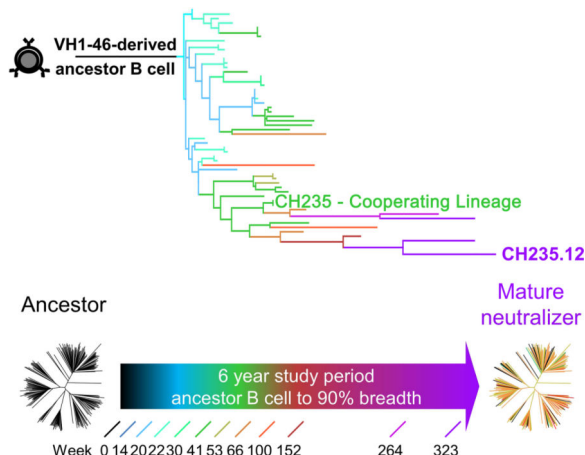 VH1-46-derived
ancestor B cell
CH235 - Cooperating Lineage
CH235.12
Ancestor
Mature
neutralizer
6 year study period
ancestor B cell to 90% breadth
Week 0 14 20 22 30 41 53 66 100 152 264 323